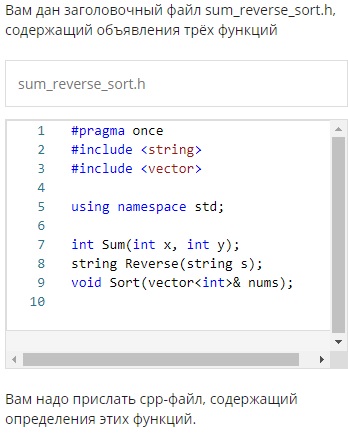 Вам дан заголовочный файл sum_reverse_sort.h,
содержащий объявления трёх функций
sum_reverse_sort.h
1 #pragma once
2 #include <string>
3 #include <vector>
4
5 using namespace std;
6
7 int Sum(int x, int y);
8 string Reverse(string s);
9 void Sort(vector<int>& nums);
10
Вам надо прислать cpp-файл, содержащий
определения этих функций.